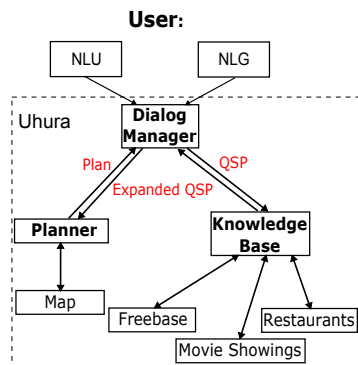 User:
NLU
NLG
Uhura
Dialog
Manager
Plan
QSP
Expanded QSP
Planner
Knowledge
Base
Map
Freebase
Restaurants
Movie Showings